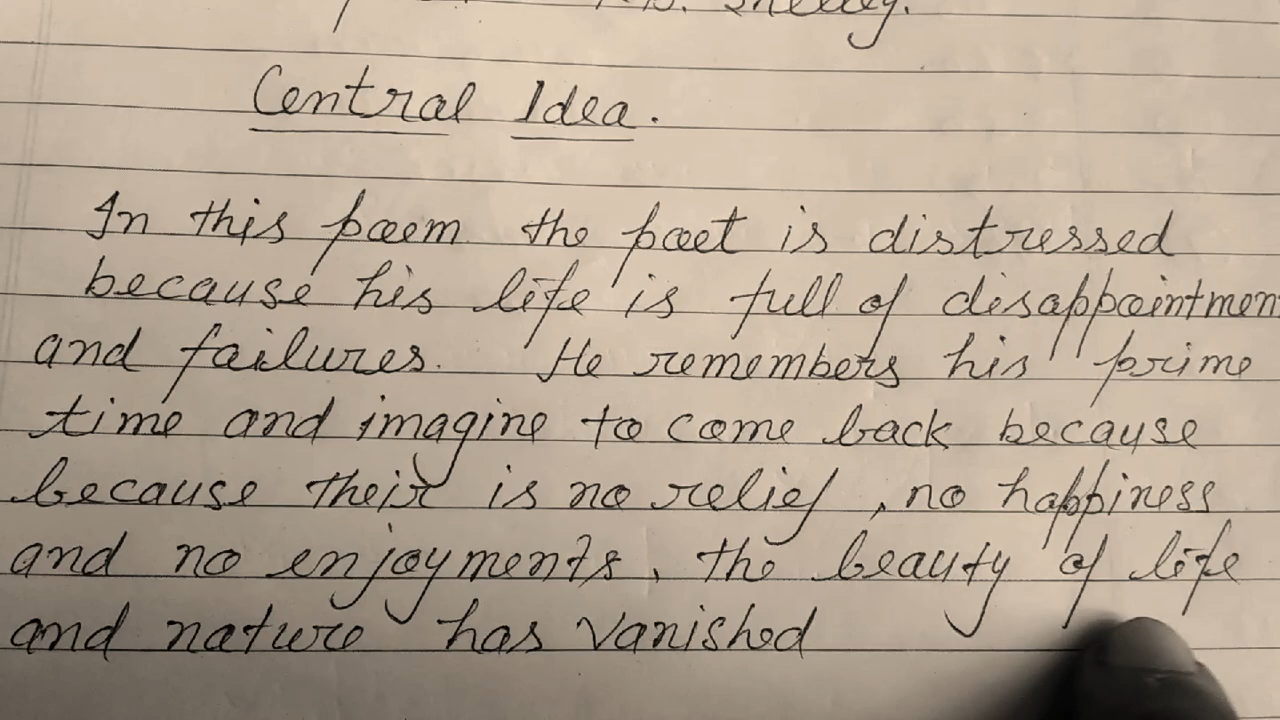 P.B. Shelley.
Central Idea.
In this poem the poet is distressed
because his life is full of disappointmen
and failures. He remembers his prime
time and imagine to come back because
because their is no relief, no happiness
and no enjoyments, the beauty of life
and nature has vanished